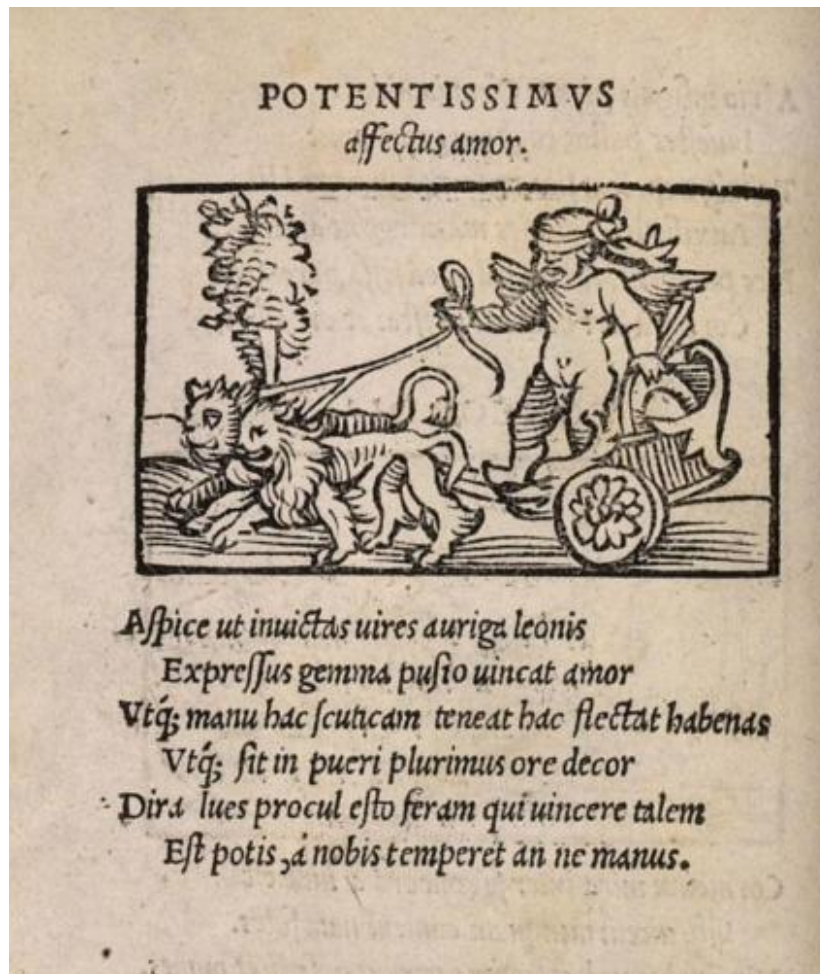 POTENTISSIMVS
affectus amor.
Aſpice ut inuictas uires auriga leonis
Expreſſus gemma puſio uincat amor
Vtq́; manu hac ſcuticam teneat hac flectat habenas
Vtq́; ſit in pueri plurimus ore decor
Dira lues procul eſto feram qui uincere talem
Eſt potis, à nobis temperet an ne manus.